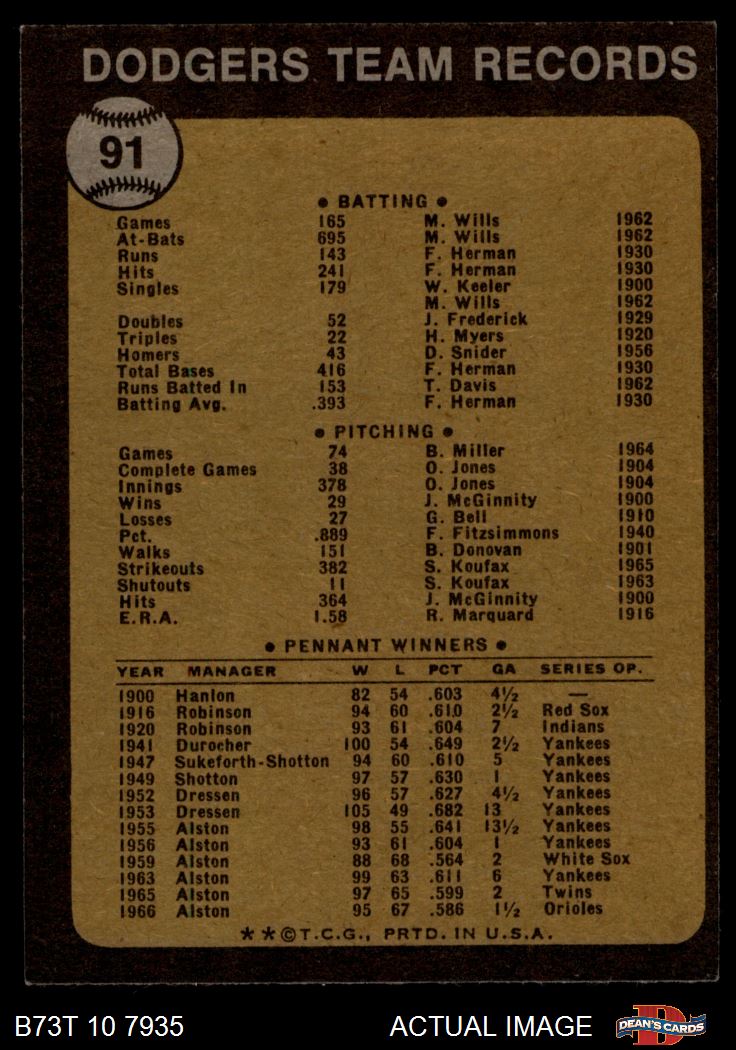 DODGERS TEAM RECORDS
91
● BATTING ●
Games 165 M. Wills 1962
At-Bats 695 M. Wills 1962
Runs 143 F. Herman 1930
Hits 241 F. Herman 1930
Singles 179 W. Keeler 1900
M. Wills 1962
Doubles 52 J. Frederick 1929
Triples 22 H. Myers 1920
Homers 43 D. Snider 1956
Total Bases 416 F. Herman 1930
Runs Batted In 153 T. Davis 1962
Batting Avg. .393 F. Herman 1930
● PITCHING ●
Games 74 B. Miller 1964
Complete Games 38 O. Jones 1904
Innings 378 O. Jones 1904
Wins 29 J. McGinnity 1900
Losses 27 G. Bell 1910
Pct. .889 F. Fitzsimmons 1940
Walks 151 B. Donovan 1901
Strikeouts 382 S. Koufax 1965
Shutouts 11 S. Koufax 1963
Hits 364 J. McGinnity 1900
E.R.A. 1.58 R. Marquard 1916
● PENNANT WINNERS ●
YEAR MANAGER W L PCT GA SERIES OP.
1900 Hanlon 82 54 .603 4½ —
1916 Robinson 94 60 .610 2½ Red Sox
1920 Robinson 93 61 .604 7 Indians
1941 Durocher 100 54 .649 2½ Yankees
1947 Sukeforth-Shotton 94 60 .610 5 Yankees
1949 Shotton 97 57 .630 1 Yankees
1952 Dressen 96 57 .627 4½ Yankees
1953 Dressen 105 49 .682 13 Yankees
1955 Alston 98 55 .641 13½ Yankees
1956 Alston 93 61 .604 1 Yankees
1959 Alston 88 68 .564 2 White Sox
1963 Alston 99 63 .611 6 Yankees
1965 Alston 97 65 .599 2 Twins
1966 Alston 95 67 .586 1½ Orioles
**©T.C.G., PRTD. IN U.S.A.
B73T 10 7935 ACTUAL IMAGE D DEAN'S CARDS